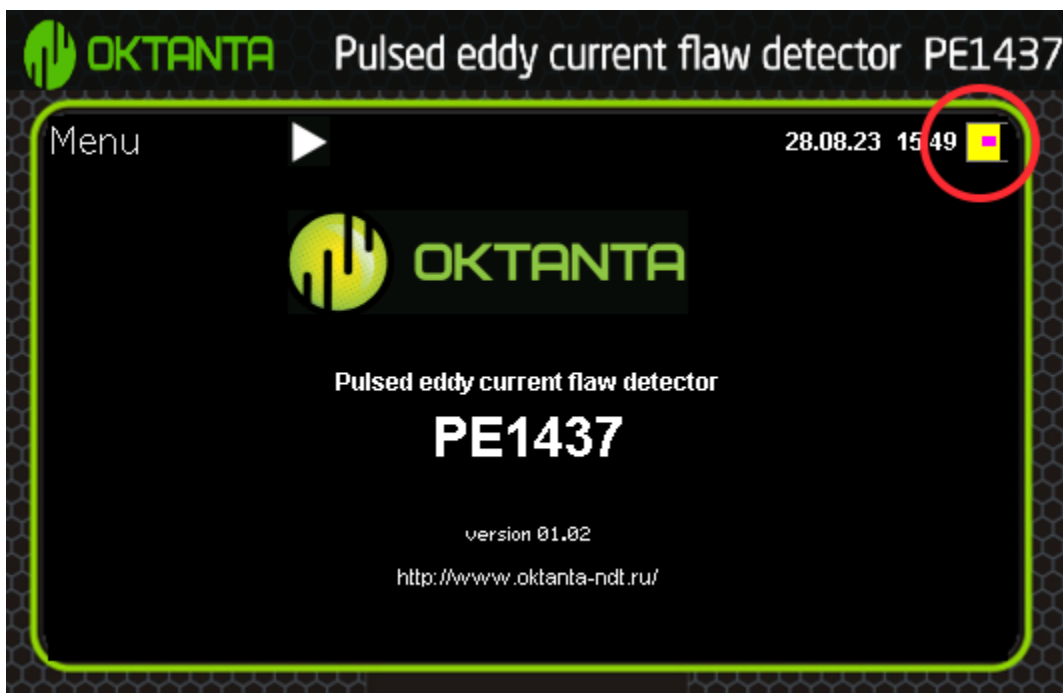 OKTANTA Pulsed eddy current flaw detector PE1437
Menu 28.08.23 15:49
OKTANTA
Pulsed eddy current flaw detector
PE1437
version 01.02
http://www.oktanta-ndt.ru/